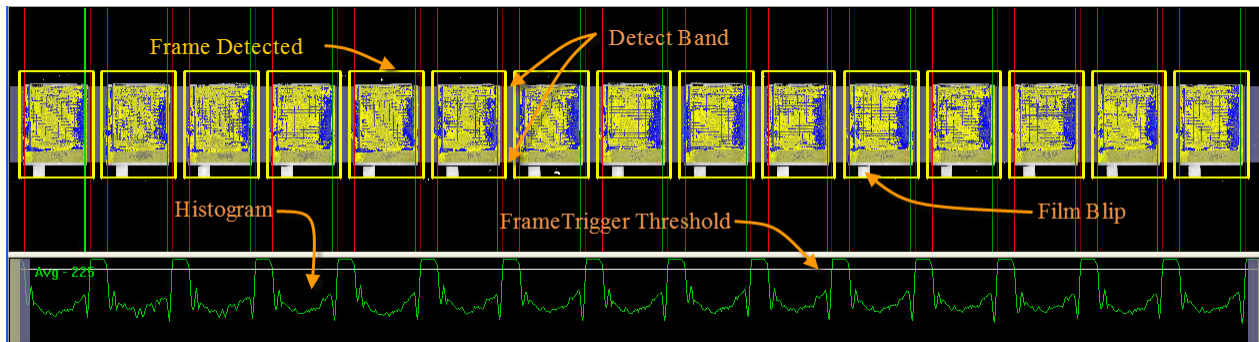 Frame Detected
Detect Band
Histogram
FrameTrigger Threshold
Film Blip
Avg - 225